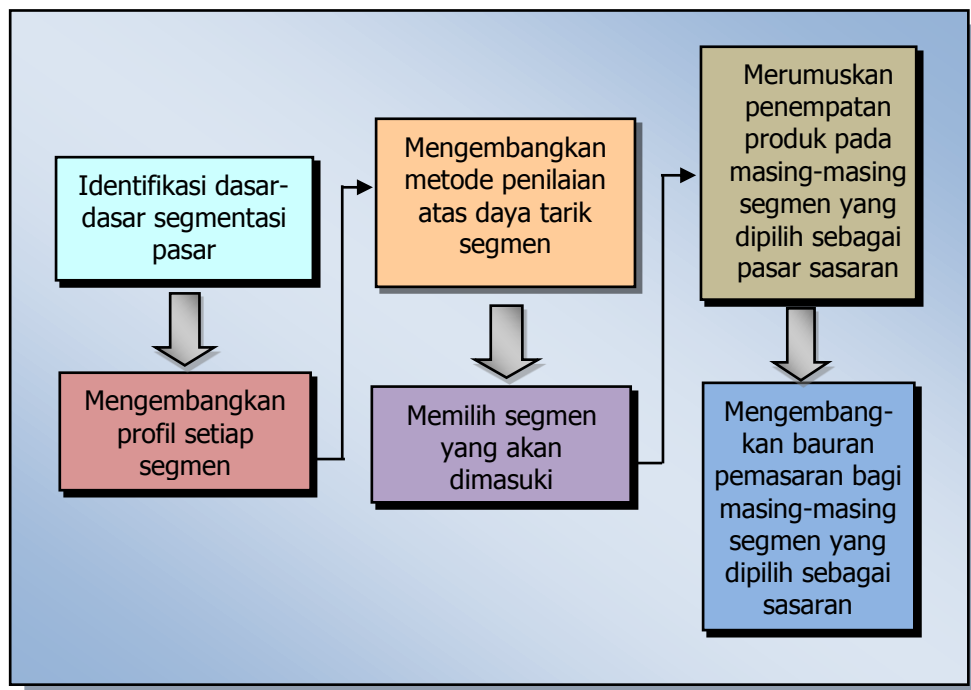 Identifikasi dasar-
dasar segmentasi
pasar
Mengembangkan
profil setiap
segmen
Mengembangkan
metode penilaian
atas daya tarik
segmen
Memilih segmen
yang akan
dimasuki
Merumuskan
penempatan
produk pada
masing-masing
segmen yang
dipilih sebagai
pasar sasaran
Mengembang-
kan bauran
pemasaran bagi
masing-masing
segmen yang
dipilih sebagai
sasaran